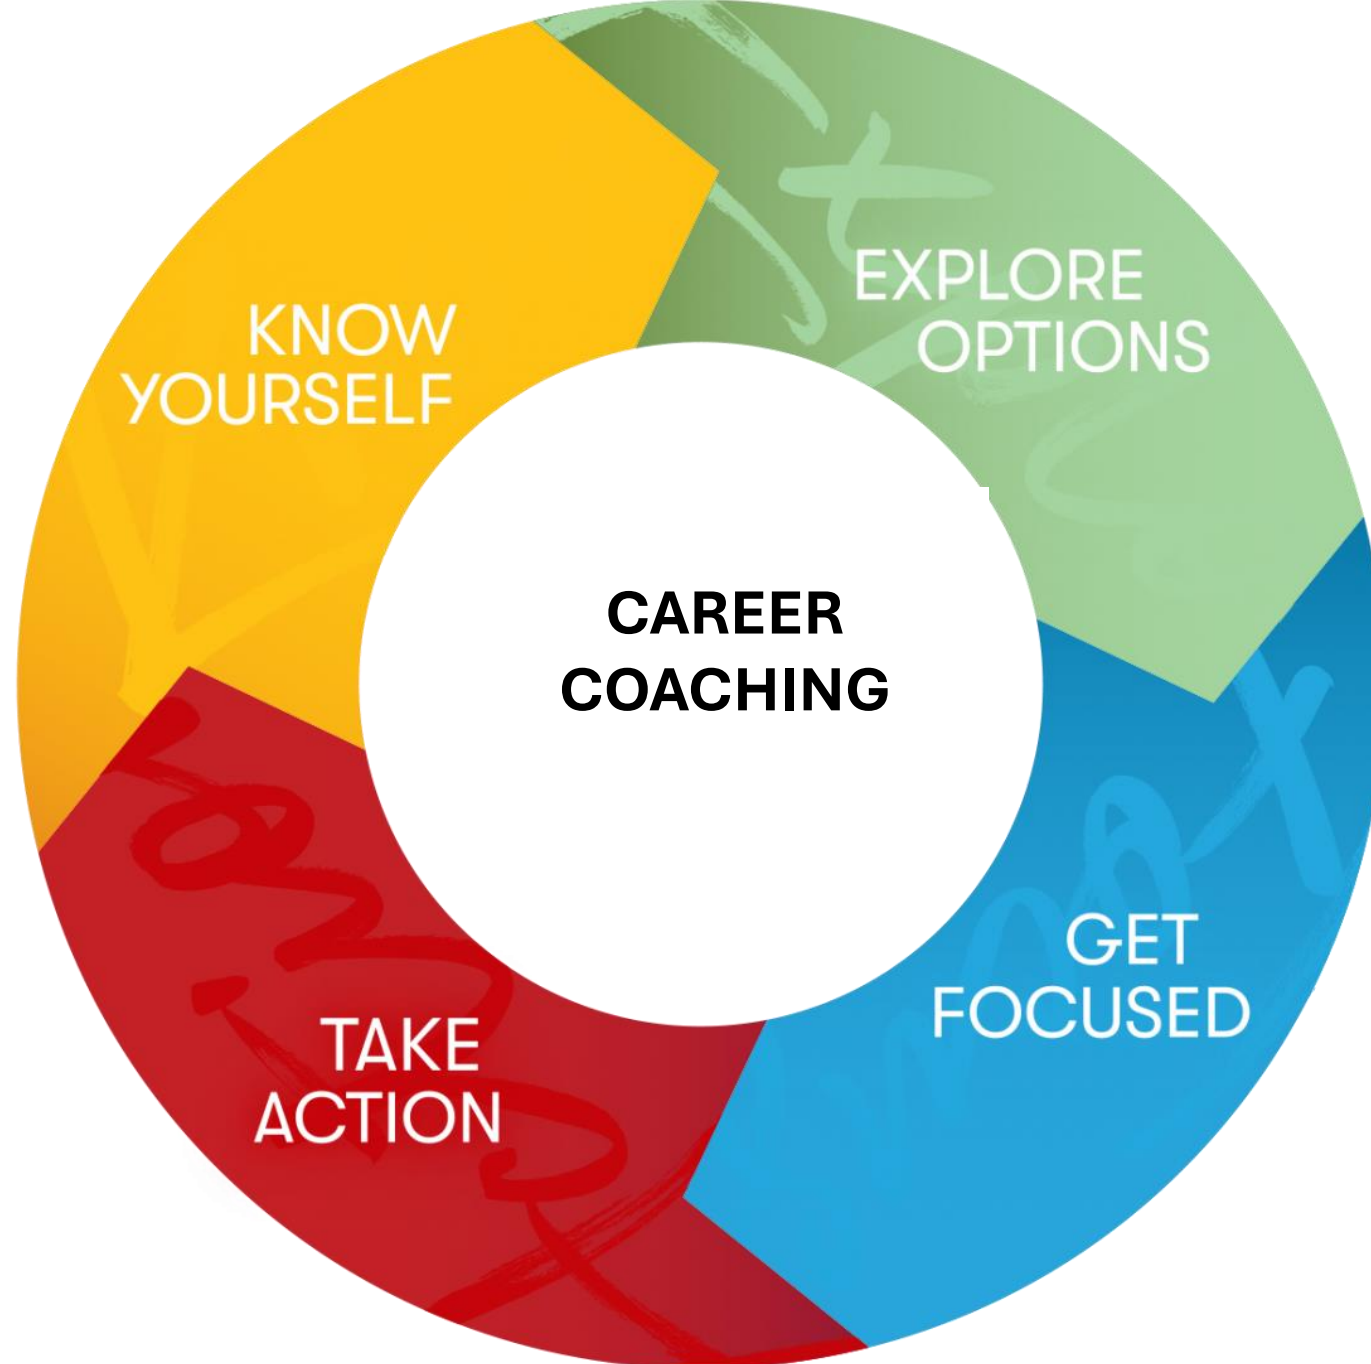 KNOW
YOURSELF
EXPLORE
OPTIONS
CAREER
COACHING
GET
FOCUSED
TAKE
ACTION